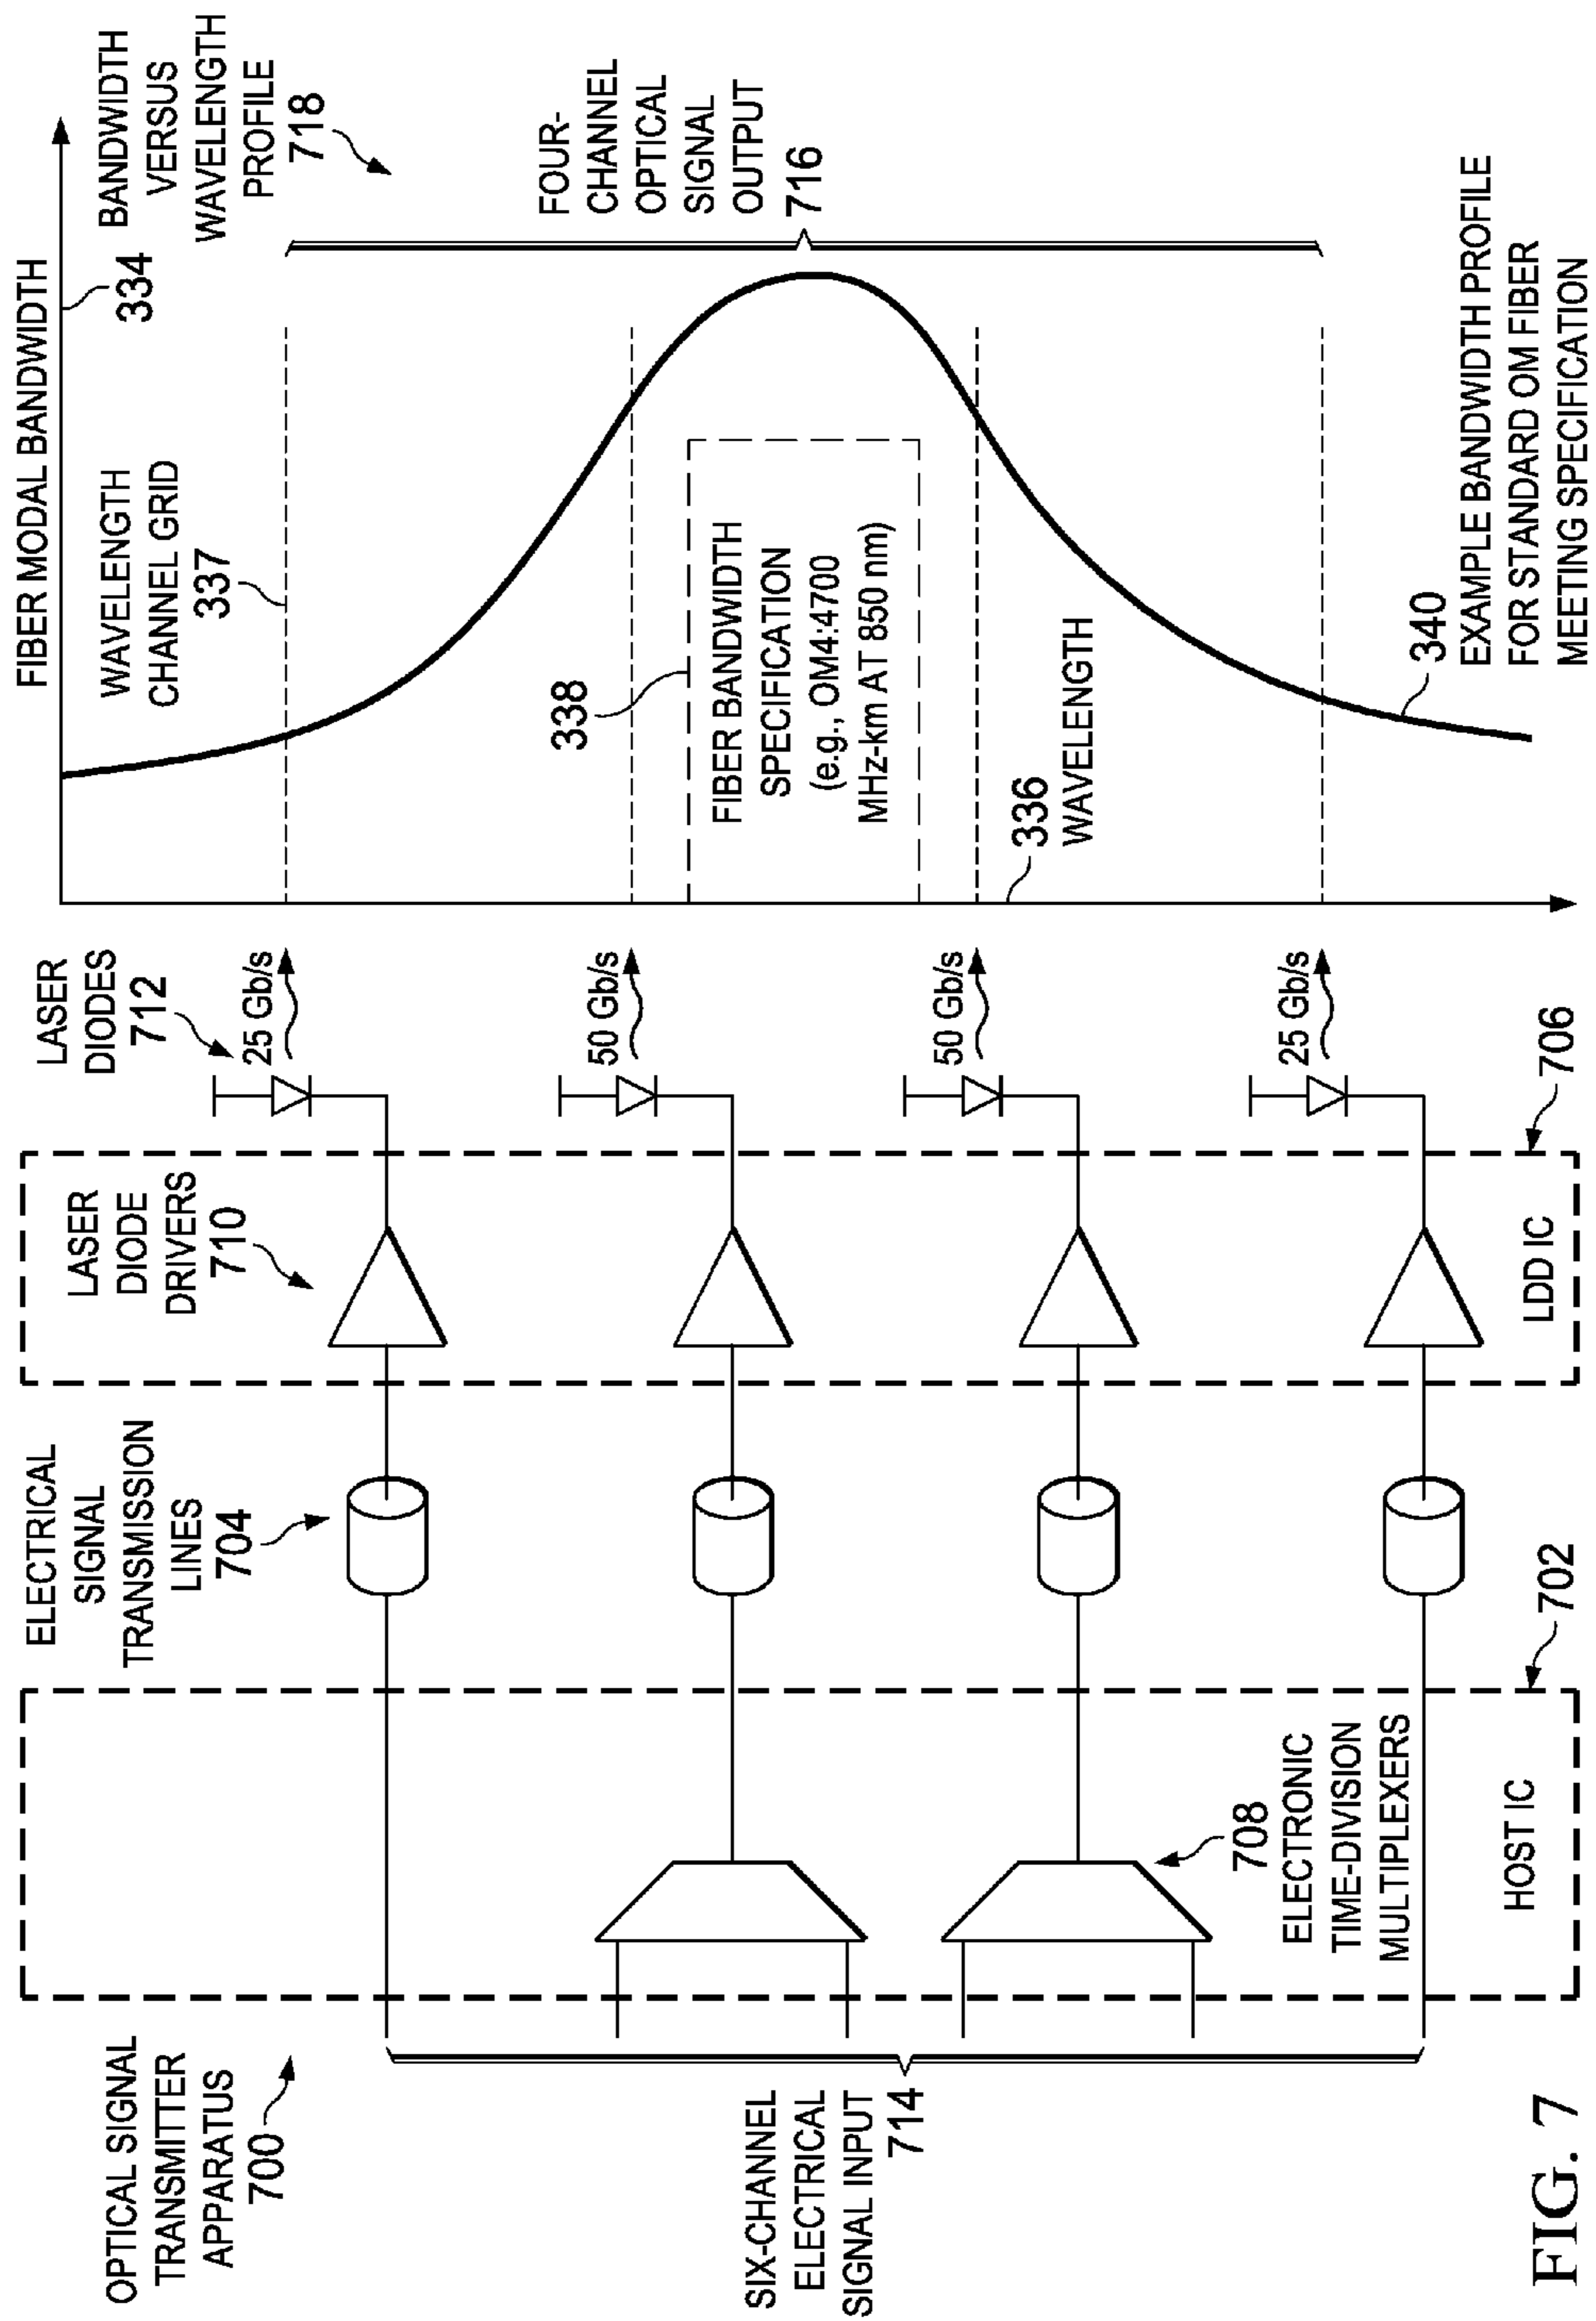 OPTICAL SIGNAL
TRANSMITTER
APPARATUS
700
ELECTRICAL
SIGNAL
TRANSMISSION
LINES
704
LASER
DIODE
DRIVERS
710
LASER
DIODES
712
25 Gb/s
50 Gb/s
50 Gb/s
25 Gb/s
FIBER MODAL BANDWIDTH
334
BANDWIDTH
VERSUS
WAVELENGTH
PROFILE
718
WAVELENGTH
CHANNEL GRID
337
FOUR-
CHANNEL
OPTICAL
SIGNAL
OUTPUT
716
338
FIBER BANDWIDTH
SPECIFICATION
(e.g., OM4:4700
MHz-km AT 850 nm)
336
WAVELENGTH
340
EXAMPLE BANDWIDTH PROFILE
FOR STANDARD OM FIBER
MEETING SPECIFICATION
SIX-CHANNEL
ELECTRICAL
SIGNAL INPUT
714
708
ELECTRONIC
TIME-DIVISION
MULTIPLEXERS
HOST IC
702
LDD IC
706
FIG. 7